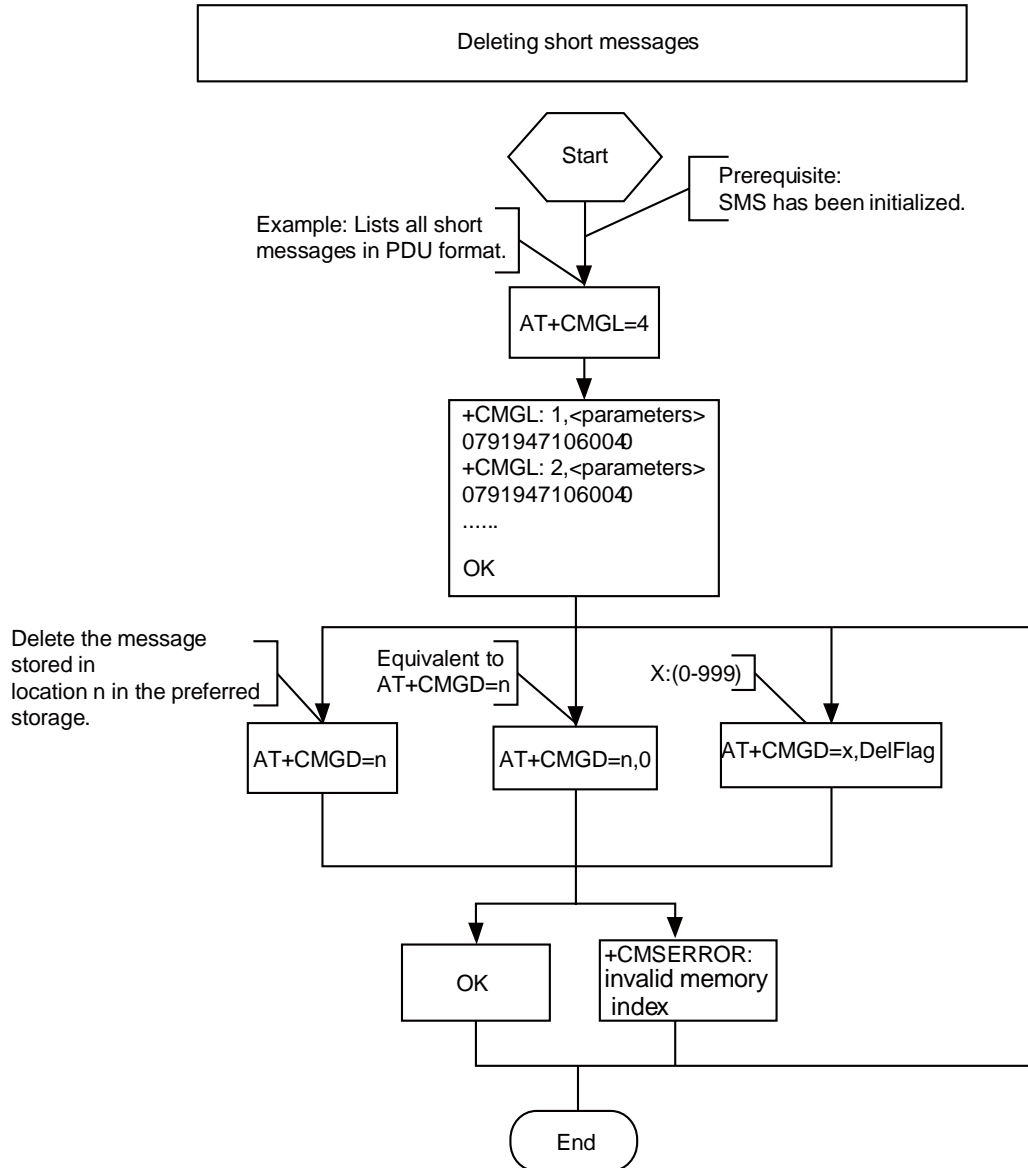 Deleting short messages
Start
Prerequisite:
SMS has been initialized.
Example: Lists all short
messages in PDU format.
AT+CMGL=4
+CMGL: 1,<parameters>
07919471060040
+CMGL: 2,<parameters>
07919471060040
......
OK
Delete the message
stored in
location n in the preferred
storage.
Equivalent to
AT+CMGD=n
X:(0-999)
AT+CMGD=n
AT+CMGD=n,0
AT+CMGD=x,DelFlag
OK
+CMSERROR:
invalid memory
index
End